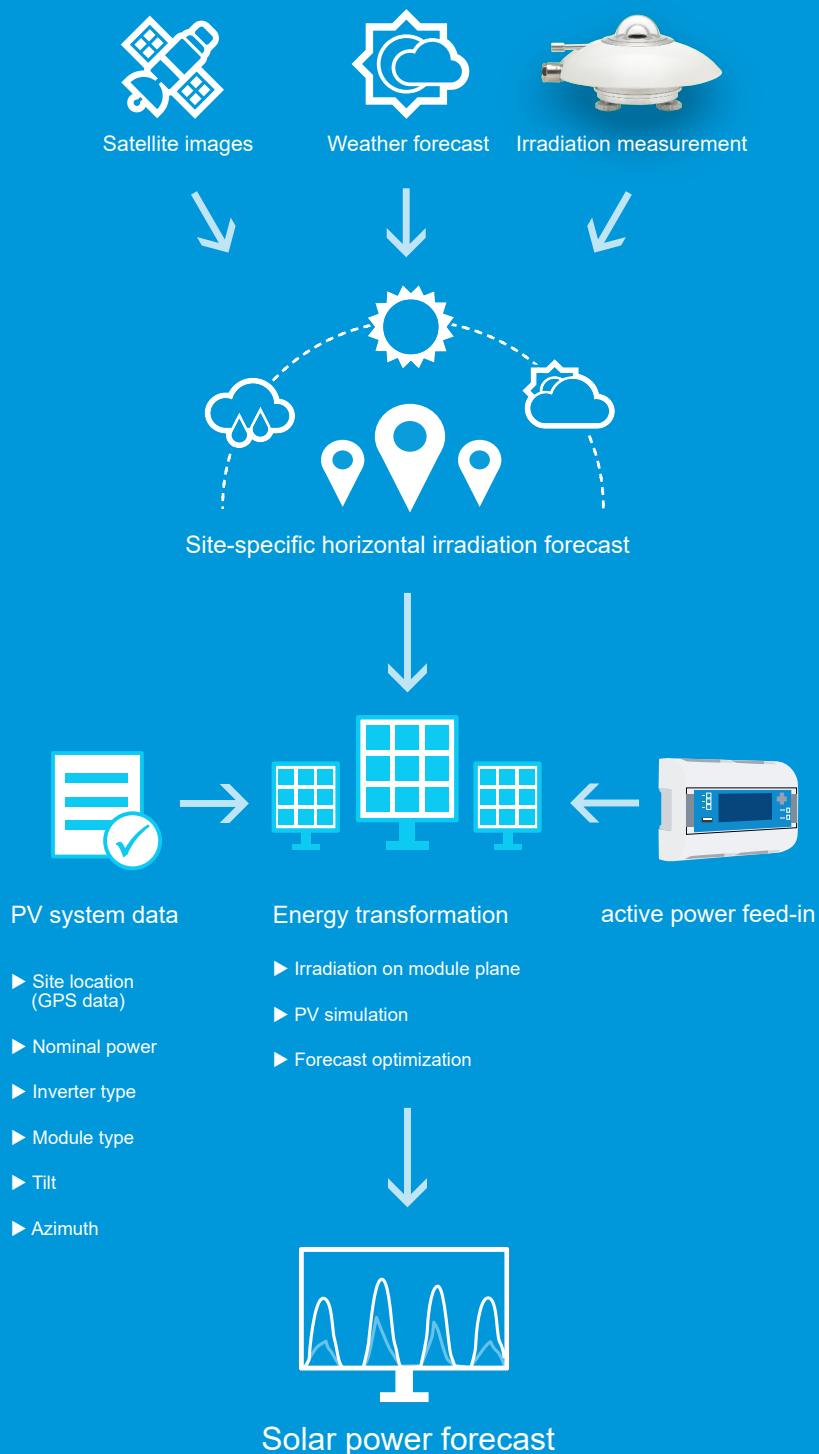 Satellite images
Weather forecast
Irradiation measurement
Site-specific horizontal irradiation forecast
PV system data
Energy transformation
active power feed-in
▶ Site location
(GPS data)
▶ Nominal power
▶ Inverter type
▶ Module type
▶ Tilt
▶ Azimuth
▶ Irradiation on module plane
▶ PV simulation
▶ Forecast optimization
Solar power forecast